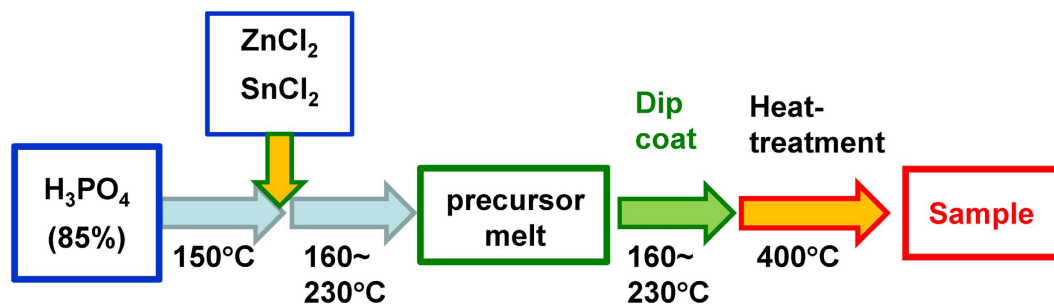 ZnCl₂
SnCl₂
Dip
coat
Heat-
treatment
H₃PO₄
(85%)
precursor
melt
Sample
150°C
160~
230°C
160~
230°C
400°C